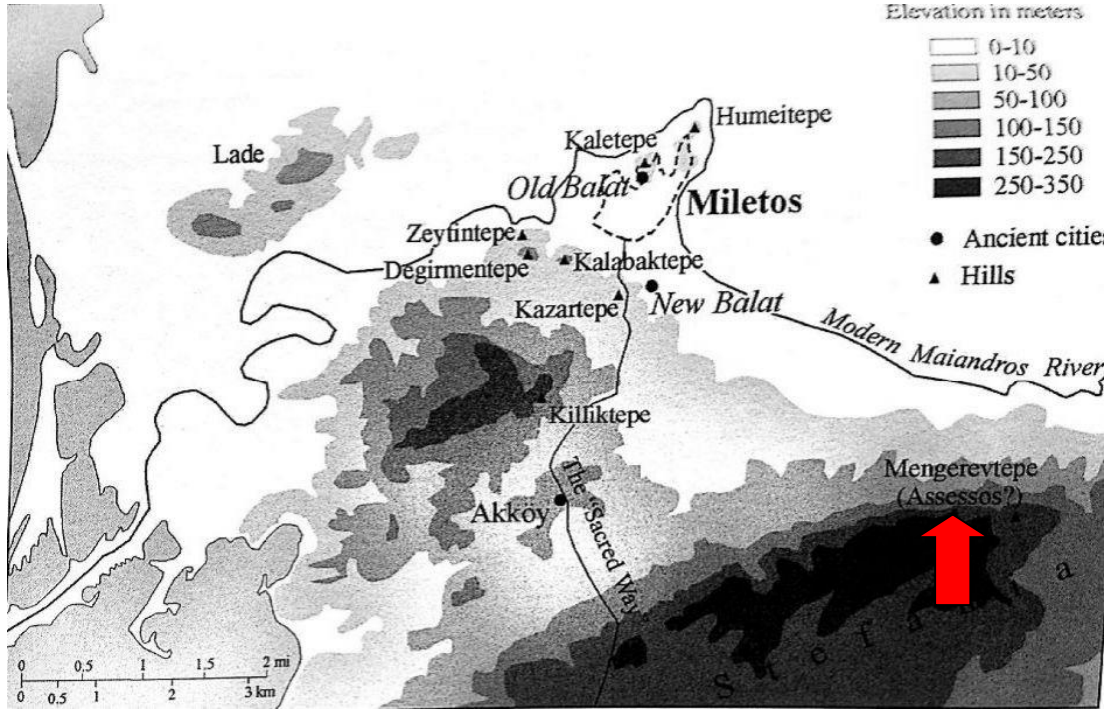 Elevation in meters
0-10
10-50
50-100
100-150
150-250
250-350
Ancient cities
Hills
Humeitepe
Kaletepe
Lade
Old Balat
Miletos
Zeytintepe
Degirmentepe
Kalabaktepe
Kazartepe
New Balat
Modern Maiandros River
Killiktepe
Mengerevtepe
(Assessos?)
Akköy
The "Sacred Way"
0 0,5 1 1,5 2 mi
0 0,5 1 2 3 km